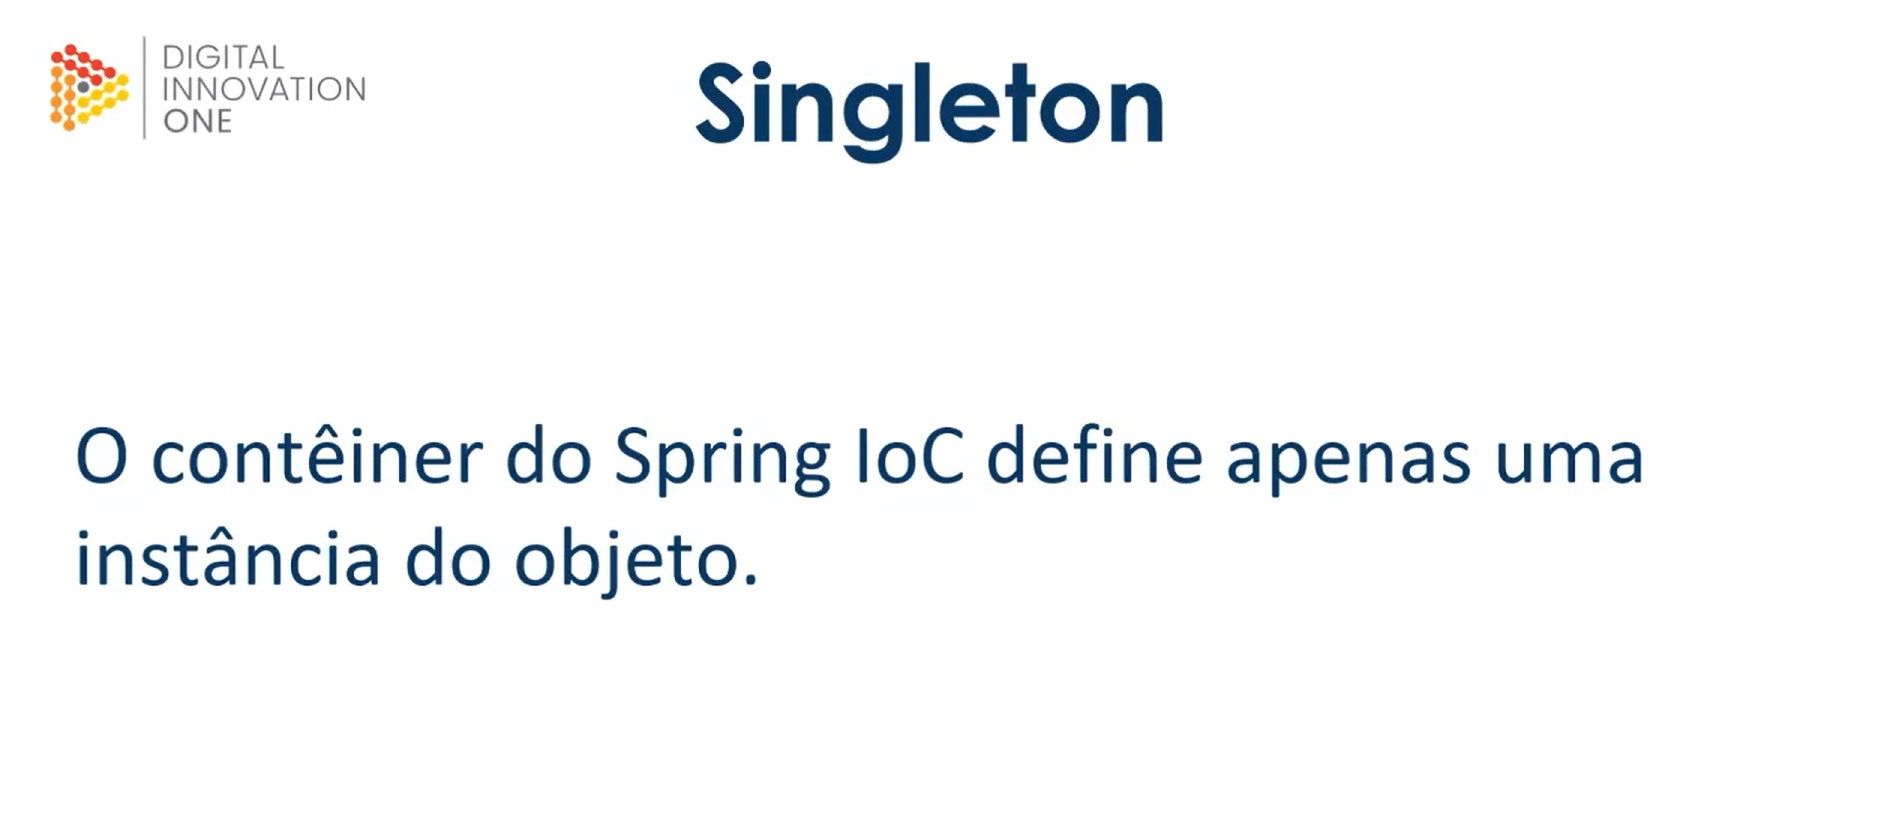 DIGITAL
INNOVATION
ONE
Singleton
O contêiner do Spring IoC define apenas uma
instância do objeto.